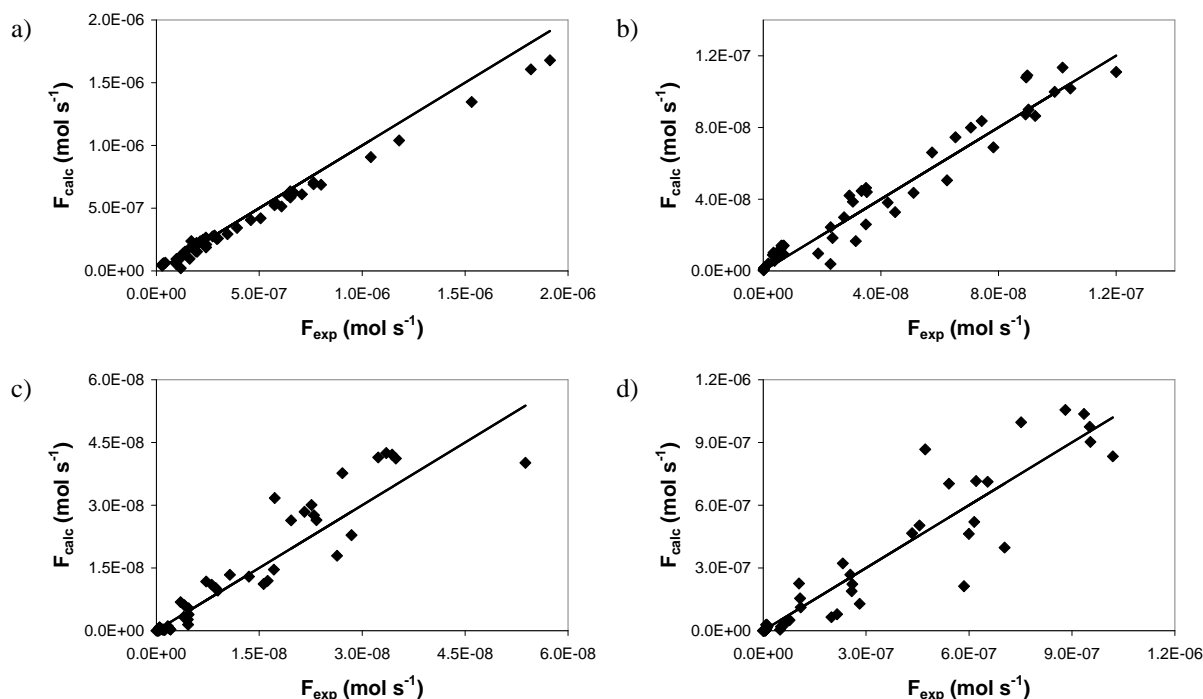 a)
2.0E-06
1.5E-06
1.0E-06
5.0E-07
0.0E+00
F_calc (mol s^-1)
0.0E+00 5.0E-07 1.0E-06 1.5E-06 2.0E-06
F_exp (mol s^-1)
b)
1.2E-07
8.0E-08
4.0E-08
0.0E+00
F_calc (mol s^-1)
0.0E+00 4.0E-08 8.0E-08 1.2E-07
F_exp (mol s^-1)
c)
6.0E-08
4.5E-08
3.0E-08
1.5E-08
0.0E+00
F_calc (mol s^-1)
0.0E+00 1.5E-08 3.0E-08 4.5E-08 6.0E-08
F_exp (mol s^-1)
d)
1.2E-06
9.0E-07
6.0E-07
3.0E-07
0.0E+00
F_calc (mol s^-1)
0.0E+00 3.0E-07 6.0E-07 9.0E-07 1.2E-06
F_exp (mol s^-1)